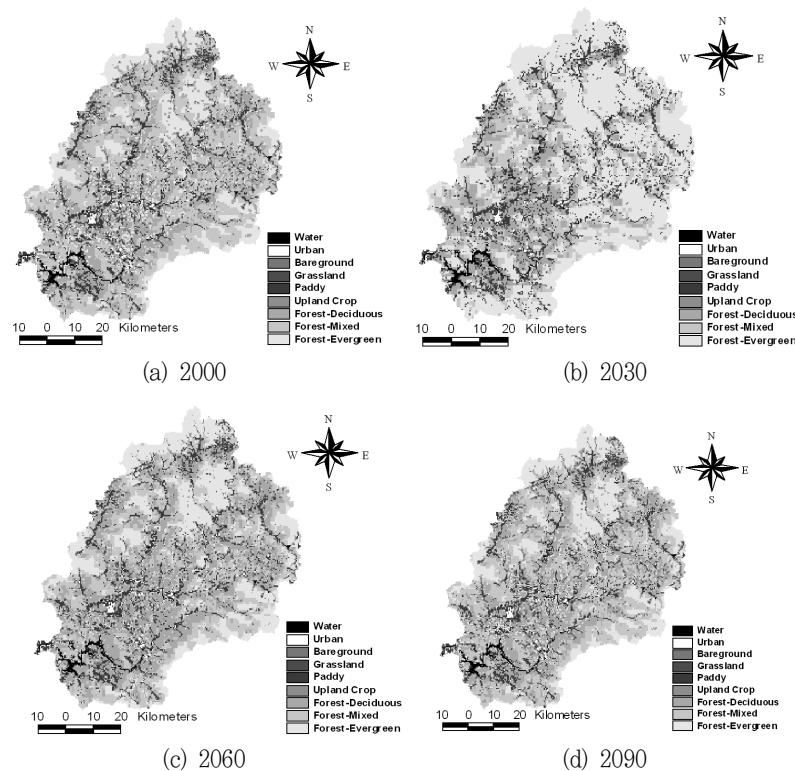 N
W E
S
Water
Urban
Bareground
Grassland
Paddy
Upland Crop
Forest-Deciduous
Forest-Mixed
Forest-Evergreen
10 0 10 20 Kilometers
(a) 2000
N
W E
S
Water
Urban
Bareground
Grassland
Paddy
Upland Crop
Forest-Deciduous
Forest-Mixed
Forest-Evergreen
10 0 10 20 Kilometers
(b) 2030
N
W E
S
Water
Urban
Bareground
Grassland
Paddy
Upland Crop
Forest-Deciduous
Forest-Mixed
Forest-Evergreen
10 0 10 20 Kilometers
(c) 2060
N
W E
S
Water
Urban
Bareground
Grassland
Paddy
Upland Crop
Forest-Deciduous
Forest-Mixed
Forest-Evergreen
10 0 10 20 Kilometers
(d) 2090